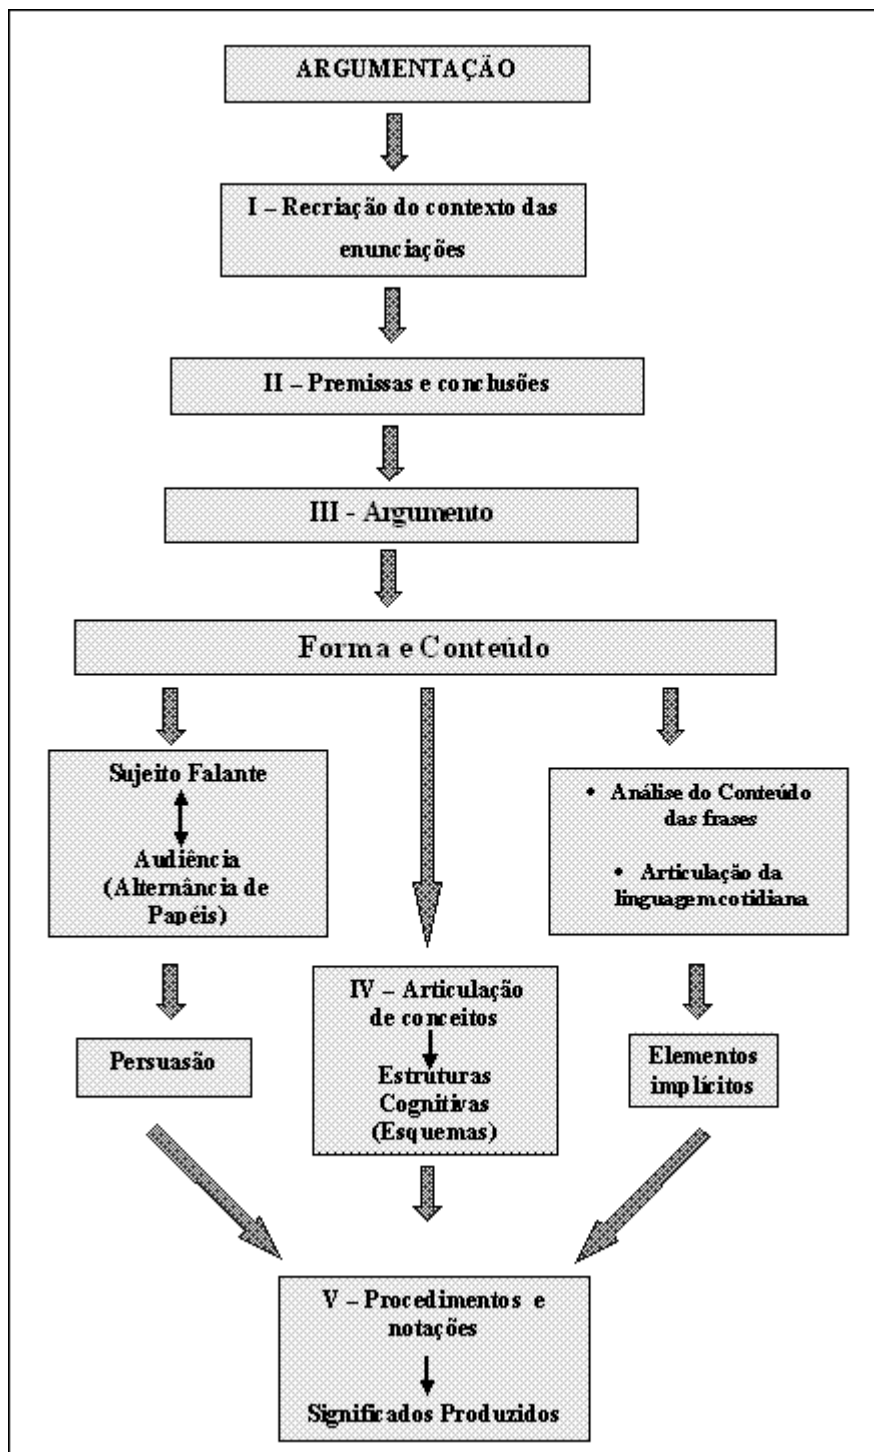 ARGUMENTAÇÃO
I – Recriação do contexto das
enunciações
II – Premissas e conclusões
III - Argumento
Forma e Conteúdo
Sujeito Falante
Audiência
(Alternância de
Papéis)
• Análise do Conteúdo
das frases
• Articulação da
linguagem cotidiana
Persuasão
IV – Articulação
de conceitos
Estruturas
Cognitivas
(Esquemas)
Elementos
implícitos
V – Procedimentos e
notações
Significados Produzidos